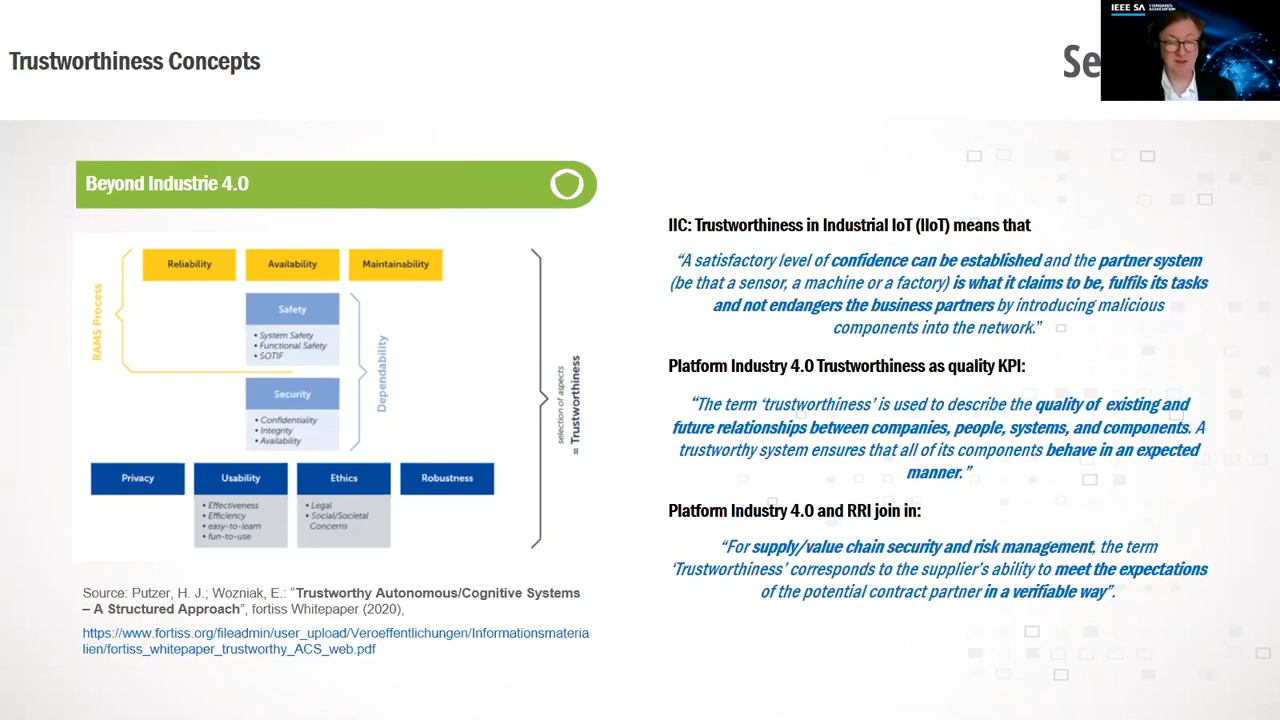 Trustworthiness Concepts
Se
IEEE SA STANDARDS ASSOCIATION
Beyond Industrie 4.0
RAMS Process
Reliability
Availability
Maintainability
Safety
• System Safety
• Functional Safety
• SOTIF
Security
• Confidentiality
• Integrity
• Availability
Dependability
Privacy
Usability
• Effectiveness
• Efficiency
• easy-to-learn
• fun-to-use
Ethics
• Legal
• Social/Societal
Concerns
Robustness
selection of aspects
= Trustworthiness
Source: Putzer, H. J.; Wozniak, E.: “Trustworthy Autonomous/Cognitive Systems
– A Structured Approach”, fortiss Whitepaper (2020),
https://www.fortiss.org/fileadmin/user_upload/Veroeffentlichungen/Informationsmateria
lien/fortiss_whitepaper_trustworthy_ACS_web.pdf
IIC: Trustworthiness in Industrial IoT (IIoT) means that
“A satisfactory level of confidence can be established and the partner system
(be that a sensor, a machine or a factory) is what it claims to be, fulfils its tasks
and not endangers the business partners by introducing malicious
components into the network.”
Platform Industry 4.0 Trustworthiness as quality KPI:
“The term ‘trustworthiness’ is used to describe the quality of existing and
future relationships between companies, people, systems, and components. A
trustworthy system ensures that all of its components behave in an expected
manner.”
Platform Industry 4.0 and RRI join in:
“For supply/value chain security and risk management, the term
‘Trustworthiness’ corresponds to the supplier’s ability to meet the expectations
of the potential contract partner in a verifiable way”.